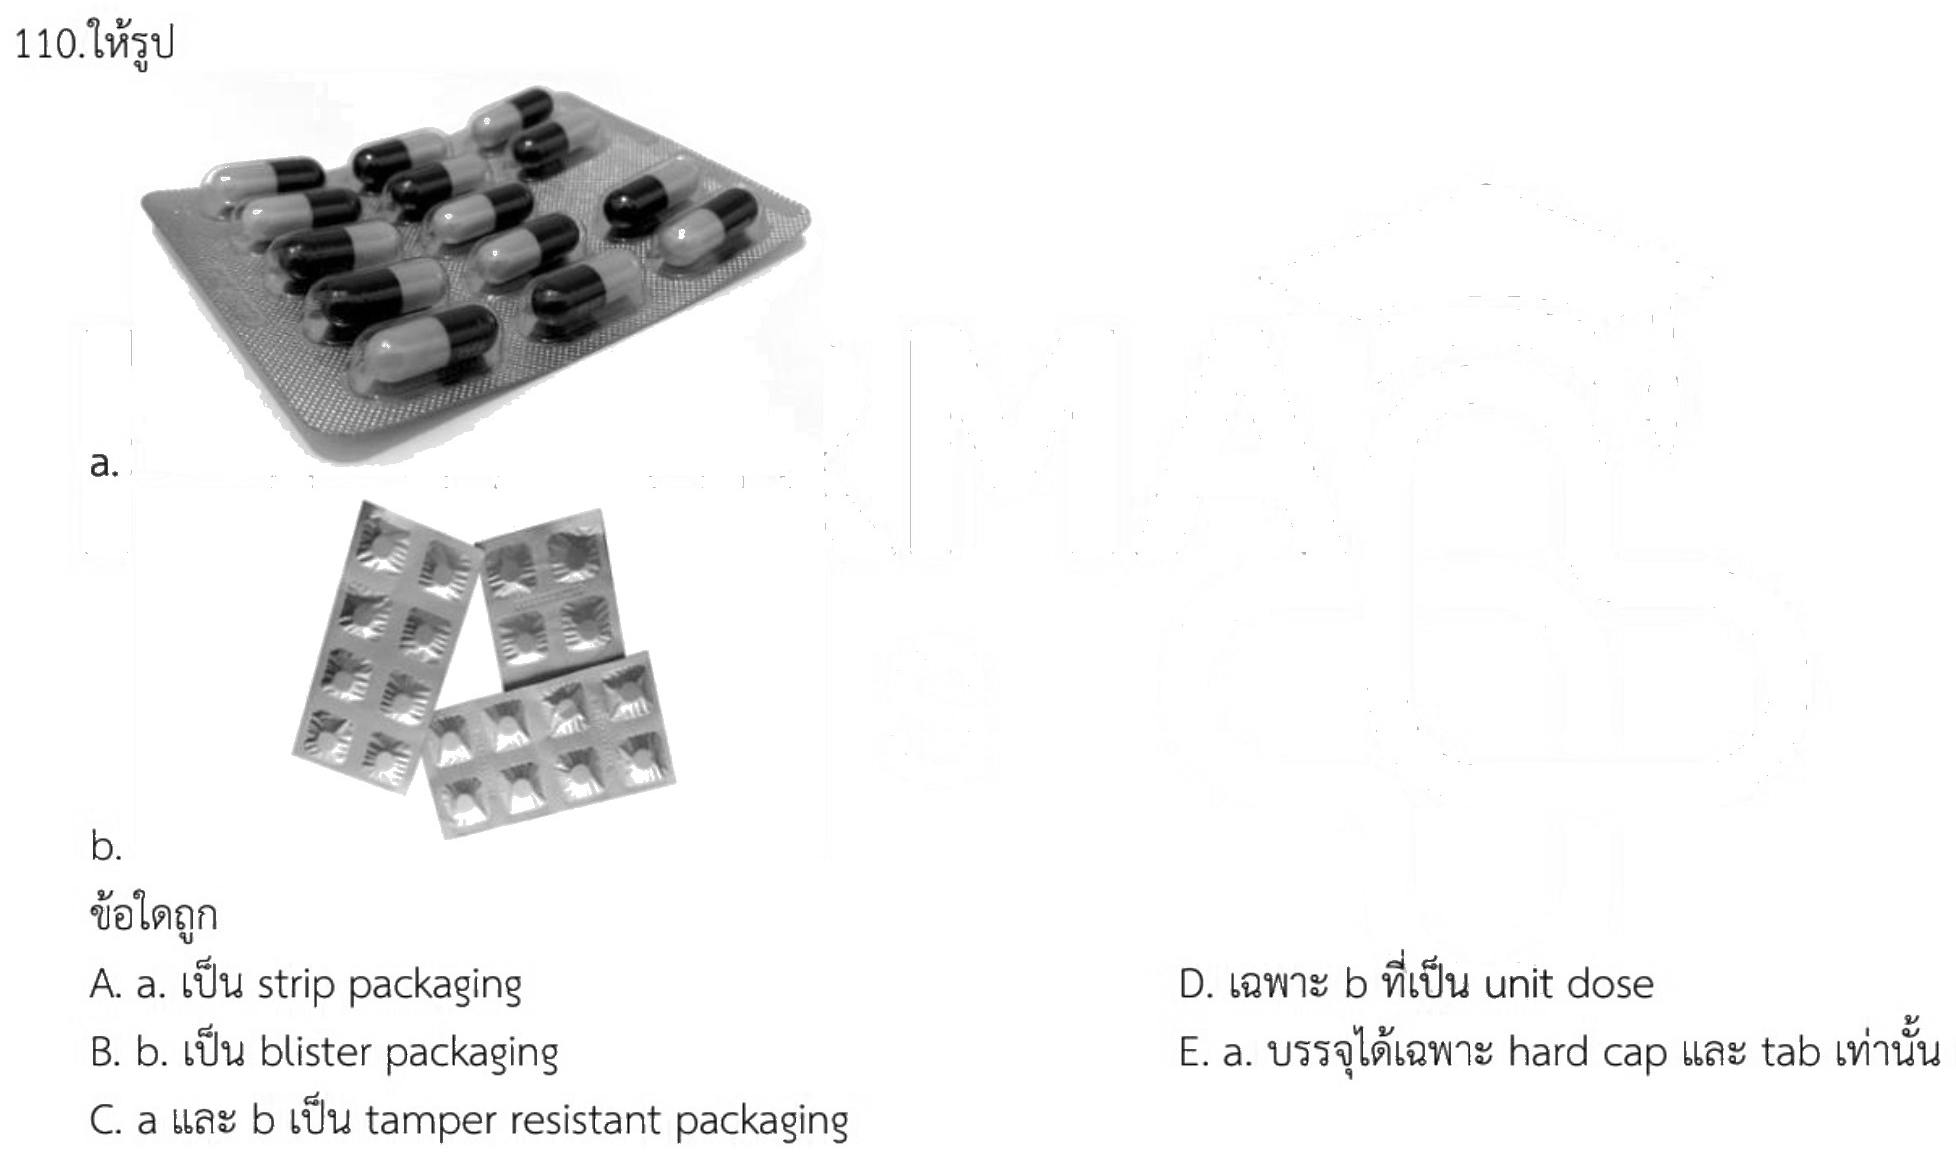 110.ให้รูป
a.
b.
ข้อใดถูก
A. a. เป็น strip packaging
B. b. เป็น blister packaging
C. a และ b เป็น tamper resistant packaging
D. เฉพาะ b ที่เป็น unit dose
E. a. บรรจุได้เฉพาะ hard cap และ tab เท่านั้น